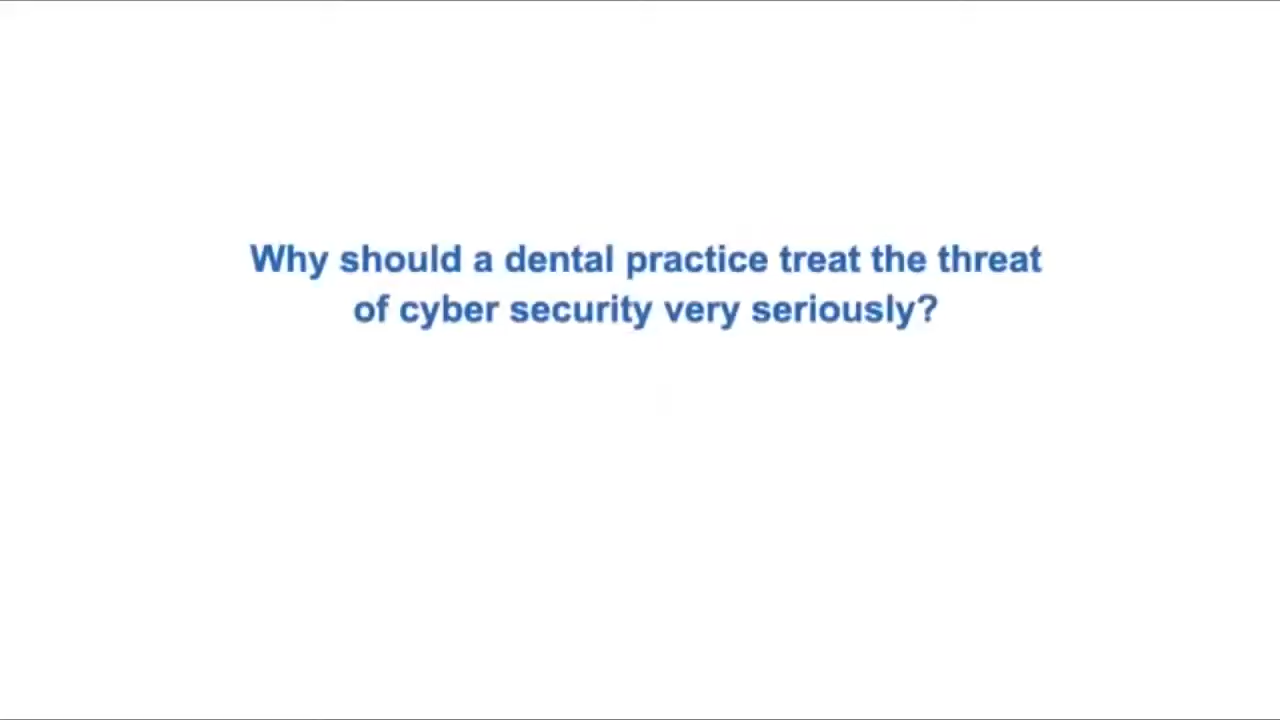 Why should a dental practice treat the threat
of cyber security very seriously?